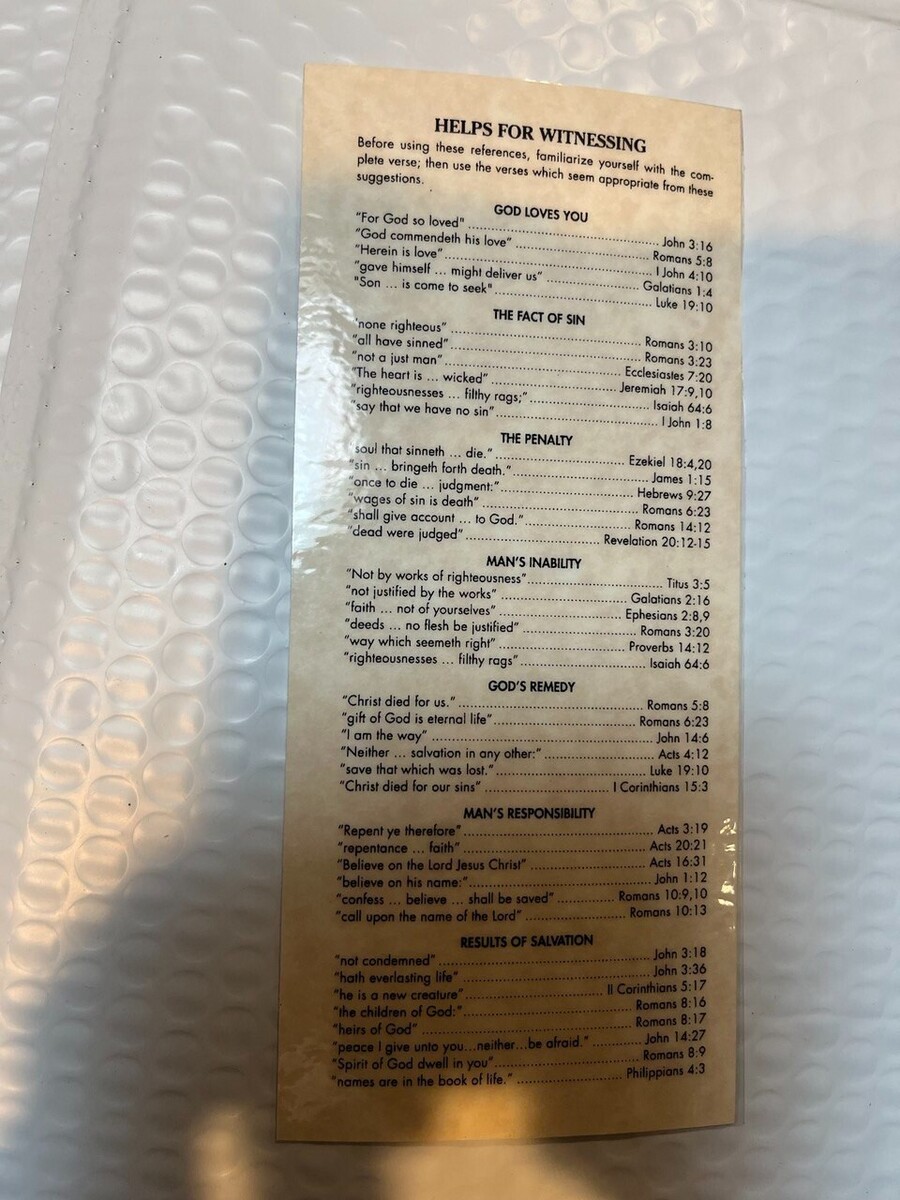 HELPS FOR WITNESSING
Before using these references, familiarize yourself with the com-
plete verse; then use the verses which seem appropriate from these
suggestions.
GOD LOVES YOU
"For God so loved" ........ John 3:16
"God commendeth his love" ........ Romans 5:8
"Herein is love" ........ I John 4:10
"gave himself ... might deliver us" ........ Galatians 1:4
"Son ... is come to seek" ........ Luke 19:10
THE FACT OF SIN
"none righteous" ........ Romans 3:10
"all have sinned" ........ Romans 3:23
"not a just man" ........ Ecclesiastes 7:20
"The heart is ... wicked" ........ Jeremiah 17:9,10
"righteousnesses ... filthy rags;" ........ Isaiah 64:6
"say that we have no sin" ........ I John 1:8
THE PENALTY
"soul that sinneth ... die." ........ Ezekiel 18:4,20
"sin ... bringeth forth death." ........ James 1:15
"once to die ... judgment:" ........ Hebrews 9:27
"wages of sin is death" ........ Romans 6:23
"shall give account ... to God." ........ Romans 14:12
"dead were judged" ........ Revelation 20:12-15
MAN'S INABILITY
"Not by works of righteousness" ........ Titus 3:5
"not justified by the works" ........ Galatians 2:16
"faith ... not of yourselves" ........ Ephesians 2:8,9
"deeds ... no flesh be justified" ........ Romans 3:20
"way which seemeth right" ........ Proverbs 14:12
"righteousnesses ... filthy rags" ........ Isaiah 64:6
GOD'S REMEDY
"Christ died for us." ........ Romans 5:8
"gift of God is eternal life" ........ Romans 6:23
"I am the way" ........ John 14:6
"Neither ... salvation in any other:" ........ Acts 4:12
"save that which was lost." ........ Luke 19:10
"Christ died for our sins" ........ I Corinthians 15:3
MAN'S RESPONSIBILITY
"Repent ye therefore" ........ Acts 3:19
"repentance ... faith" ........ Acts 20:21
"Believe on the Lord Jesus Christ" ........ Acts 16:31
"believe on his name:" ........ John 1:12
"confess ... believe ... shall be saved" ........ Romans 10:9,10
"call upon the name of the Lord" ........ Romans 10:13
RESULTS OF SALVATION
"not condemned" ........ John 3:18
"hath everlasting life" ........ John 3:36
"he is a new creature" ........ II Corinthians 5:17
"the children of God:" ........ Romans 8:16
"heirs of God" ........ Romans 8:17
"peace I give unto you...neither...be afraid." ........ John 14:27
"Spirit of God dwell in you" ........ Romans 8:9
"names are in the book of life." ........ Philippians 4:3